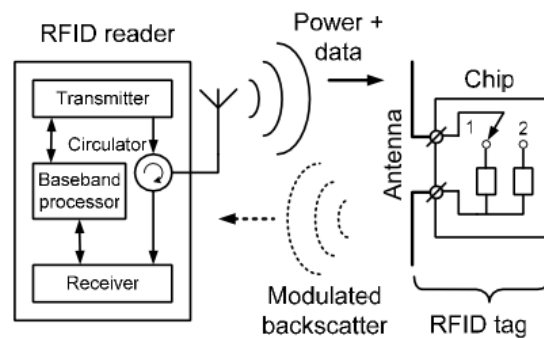 RFID reader
Transmitter
Circulator
Baseband
processor
Receiver
Power +
data
Modulated
backscatter
Antenna
Chip
1
2
RFID tag